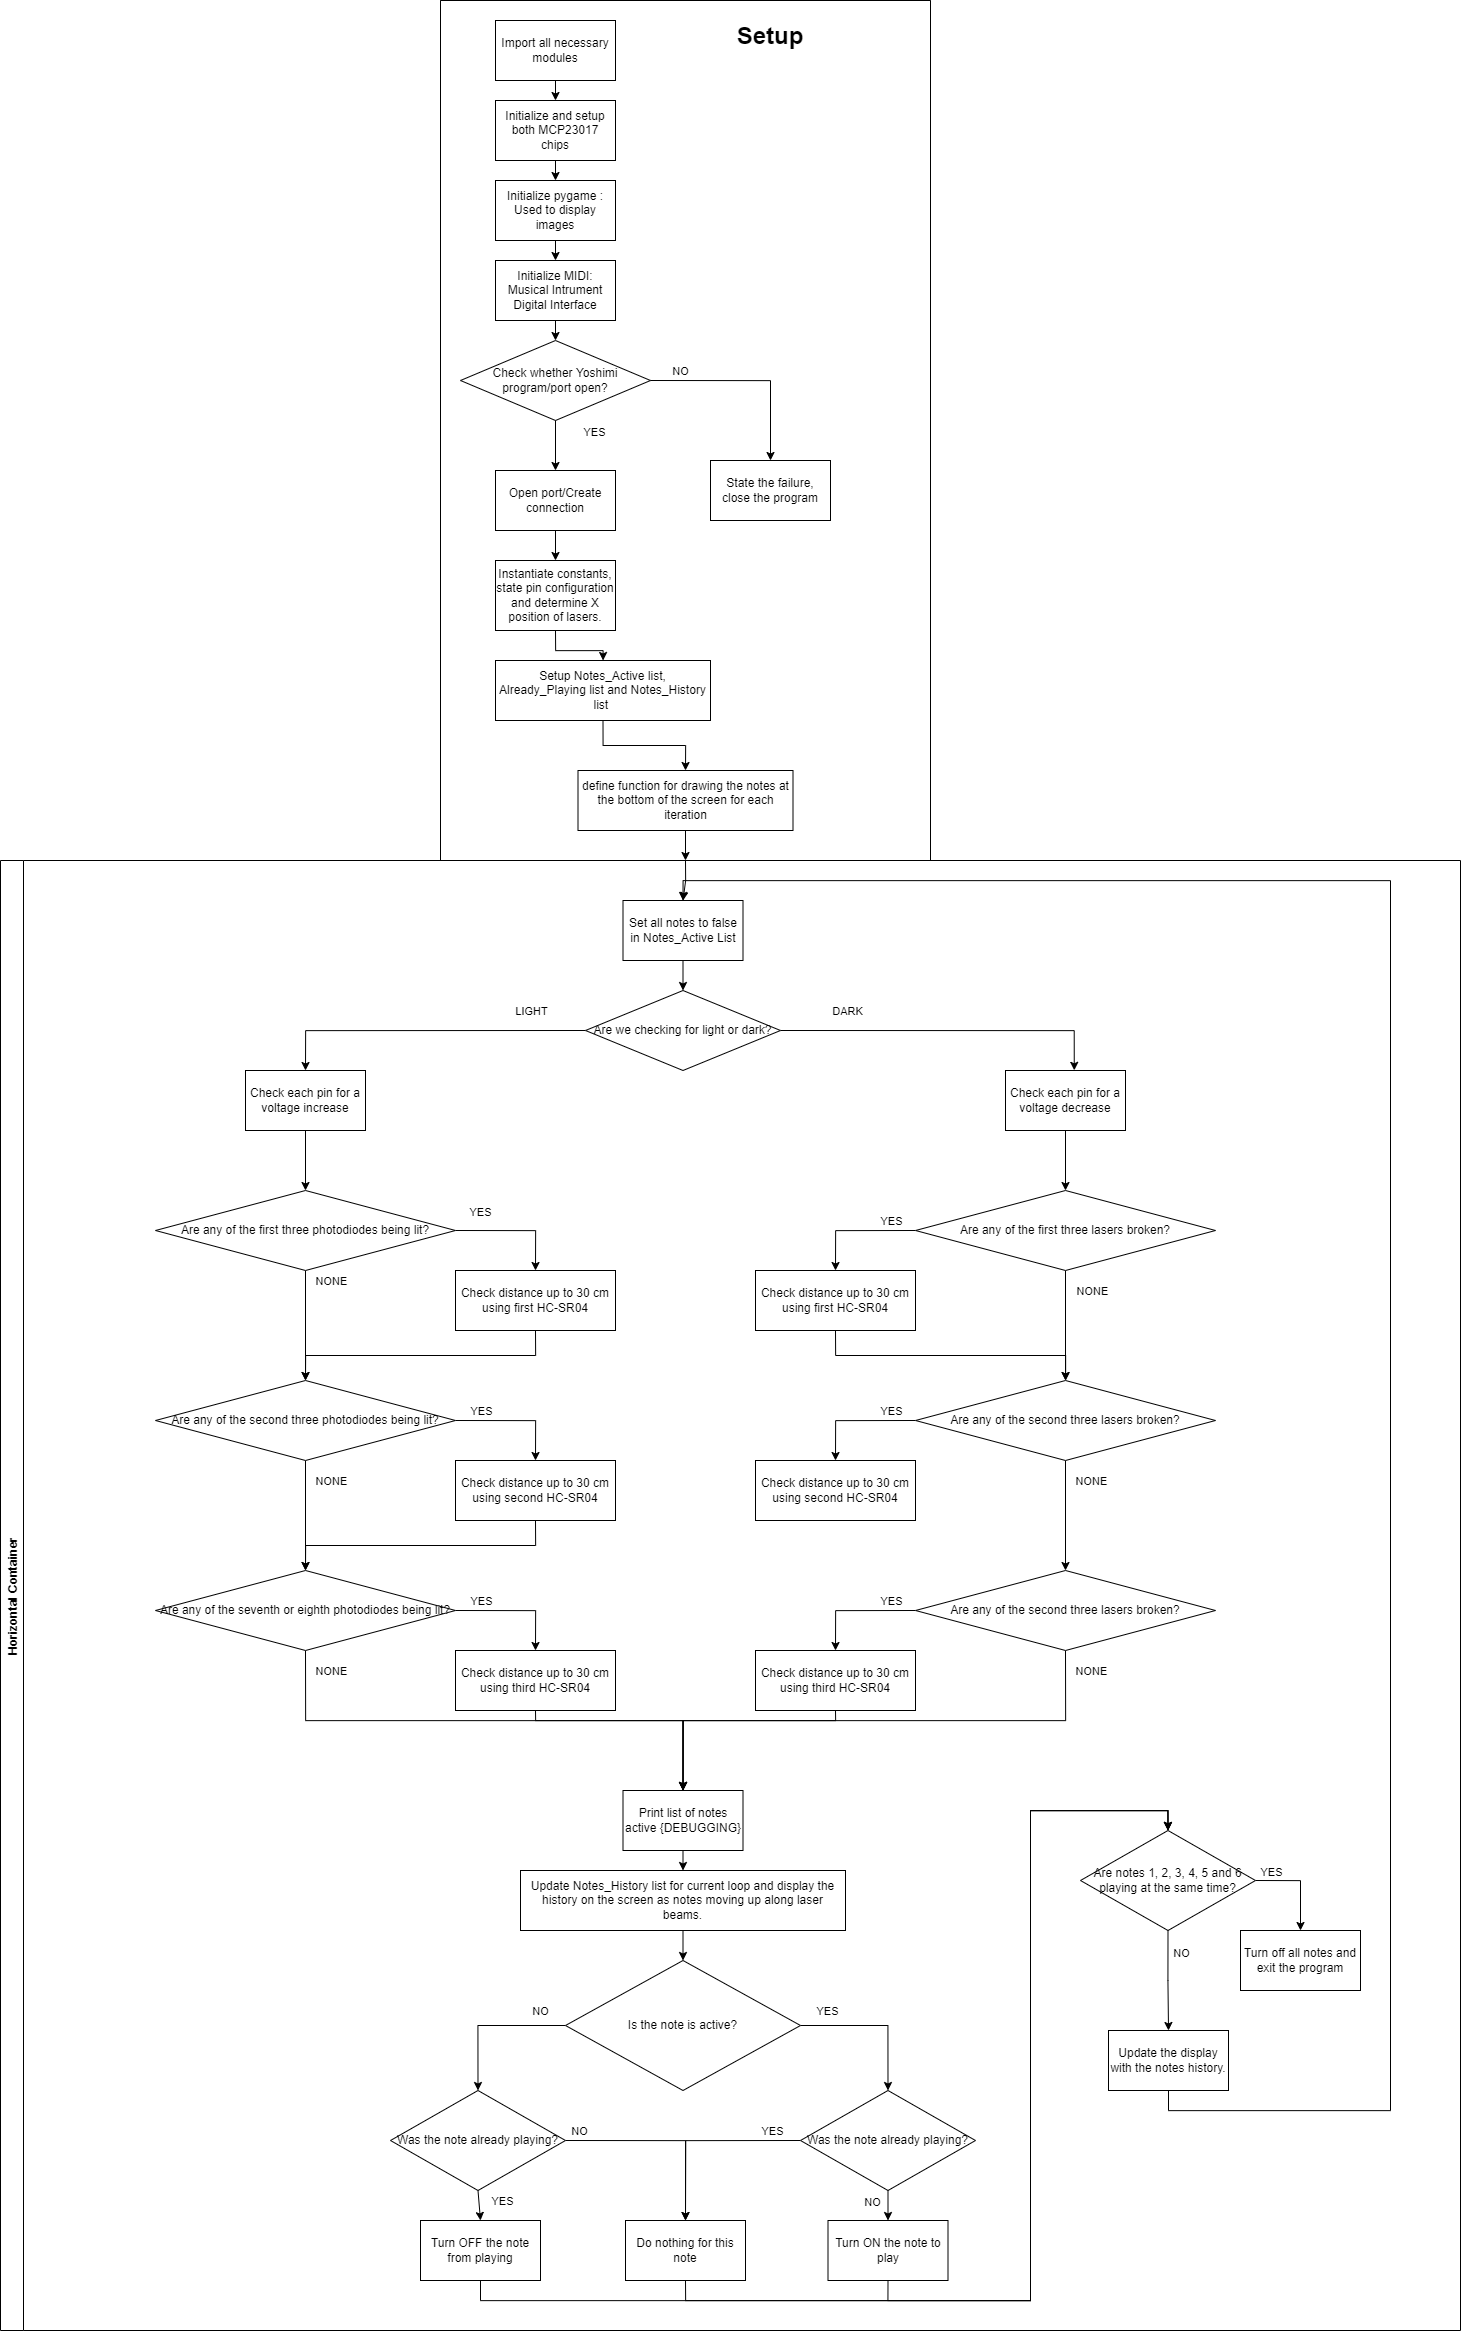 Setup
Import all necessary
modules
Initialize and setup
both MCP23017
chips
Initialize pygame :
Used to display
images
Initialize MIDI:
Musical Intrument
Digital Interface
Check whether Yoshimi
program/port open?
NO
YES
State the failure,
close the program
Open port/Create
connection
Instantiate constants,
state pin configuration
and determine X
position of lasers.
Setup Notes_Active list,
Already_Playing list and Notes_History
list
define function for drawing the notes at
the bottom of the screen for each
iteration
Horizontal Container
Set all notes to false
in Notes_Active List
Are we checking for light or dark?
LIGHT
DARK
Check each pin for a
voltage increase
Check each pin for a
voltage decrease
Are any of the first three photodiodes being lit?
YES
NONE
Check distance up to 30 cm
using first HC-SR04
Are any of the first three lasers broken?
YES
NONE
Check distance up to 30 cm
using first HC-SR04
Are any of the second three photodiodes being lit?
YES
NONE
Check distance up to 30 cm
using second HC-SR04
Are any of the second three lasers broken?
YES
NONE
Check distance up to 30 cm
using second HC-SR04
Are any of the seventh or eighth photodiodes being lit?
YES
NONE
Check distance up to 30 cm
using third HC-SR04
Are any of the second three lasers broken?
YES
NONE
Check distance up to 30 cm
using third HC-SR04
Print list of notes
active {DEBUGGING}
Update Notes_History list for current loop and display the
history on the screen as notes moving up along laser
beams.
Is the note is active?
NO
YES
Was the note already playing?
NO
YES
Was the note already playing?
YES
NO
Turn OFF the note
from playing
Do nothing for this
note
Turn ON the note to
play
Are notes 1, 2, 3, 4, 5 and 6
playing at the same time?
YES
NO
Turn off all notes and
exit the program
Update the display
with the notes history.